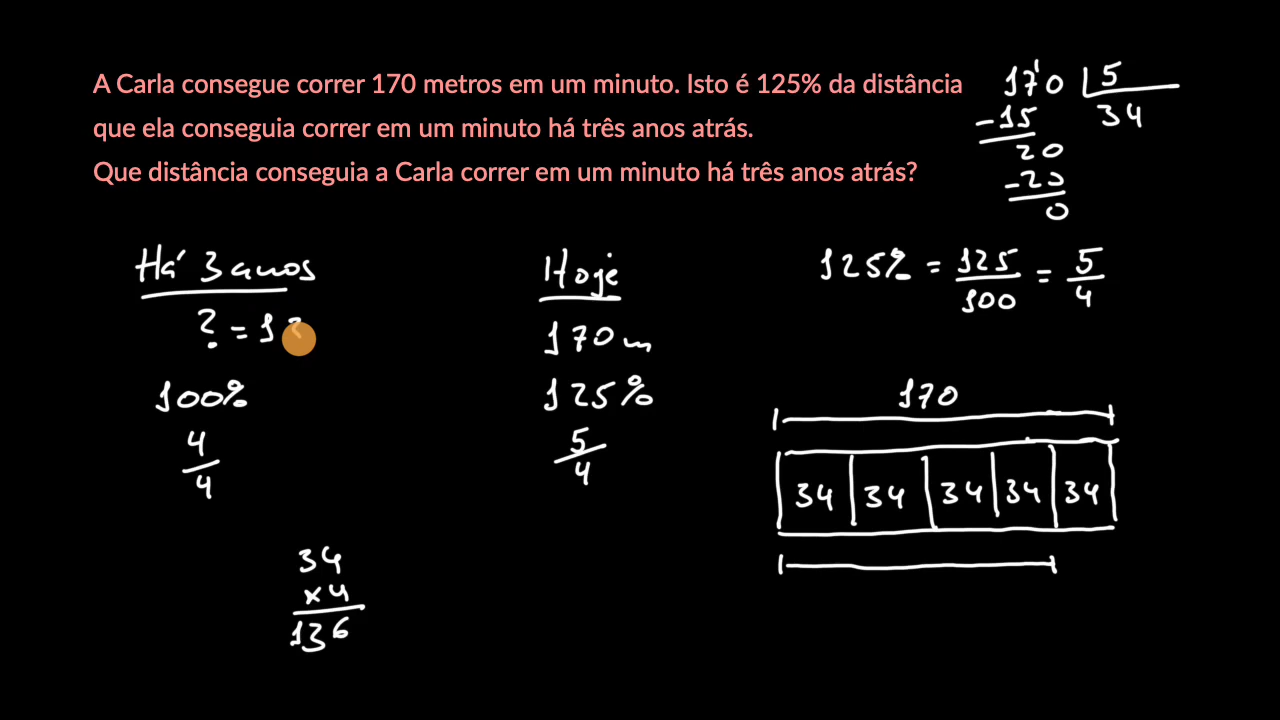 A Carla consegue correr 170 metros em um minuto. Isto é 125% da distância
que ela conseguia correr em um minuto há três anos atrás.
Que distância conseguia a Carla correr em um minuto há três anos atrás?
170 5
-15 34
20
-20
0
Há 3 anos
? = 13
100%
4/4
34
x4
136
Hoje
170m
125%
5/4
125% = 125/100 = 5/4
170
34 34 34 34 34